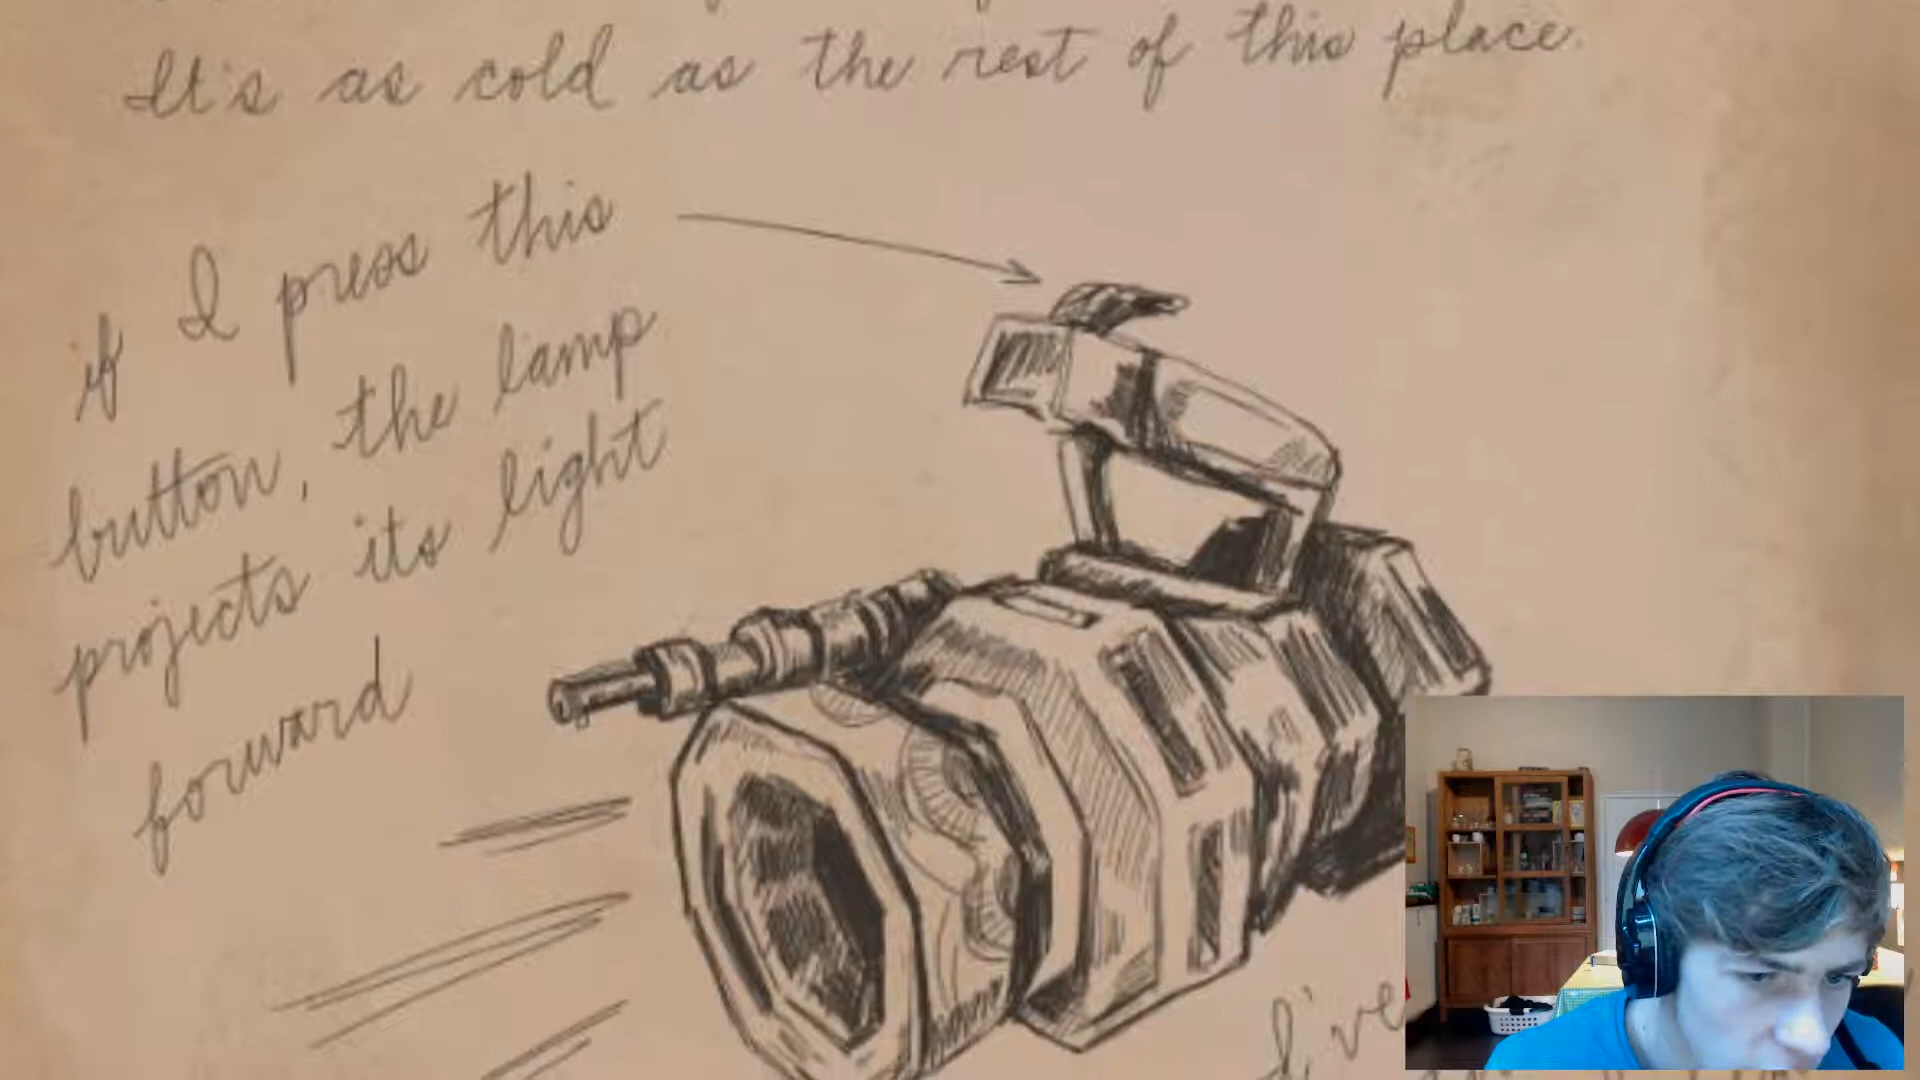 It's as cold as the rest of this place.
if I press this
button, the lamp
projects its light
forward
I've